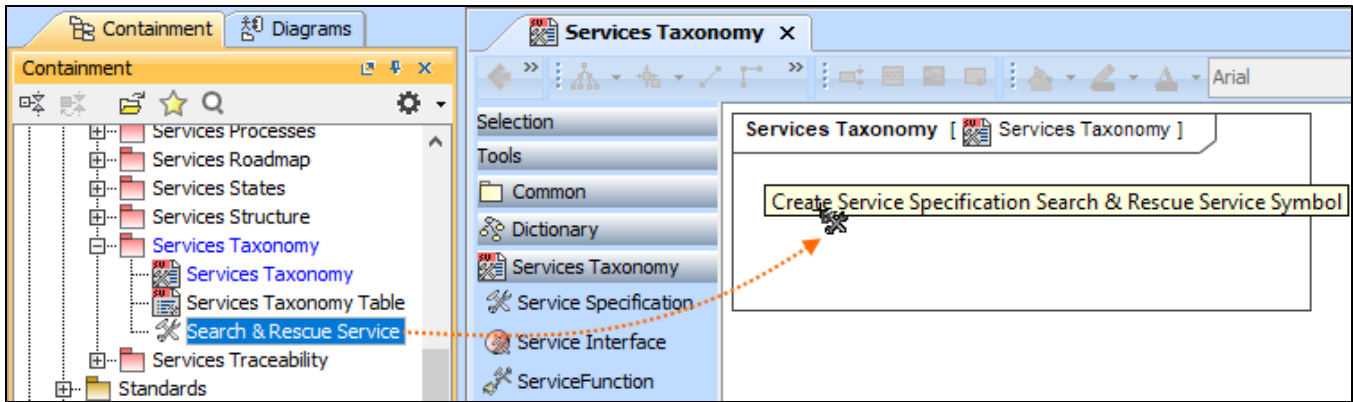 Containment
Diagrams
Containment
Services Processes
Services Roadmap
Services States
Services Structure
Services Taxonomy
Services Taxonomy
Services Taxonomy Table
Search & Rescue Service
Services Traceability
Standards
Services Taxonomy
Arial
Selection
Tools
Common
Dictionary
Services Taxonomy
Service Specification
Service Interface
ServiceFunction
Services Taxonomy [ Services Taxonomy ]
Create Service Specification Search & Rescue Service Symbol